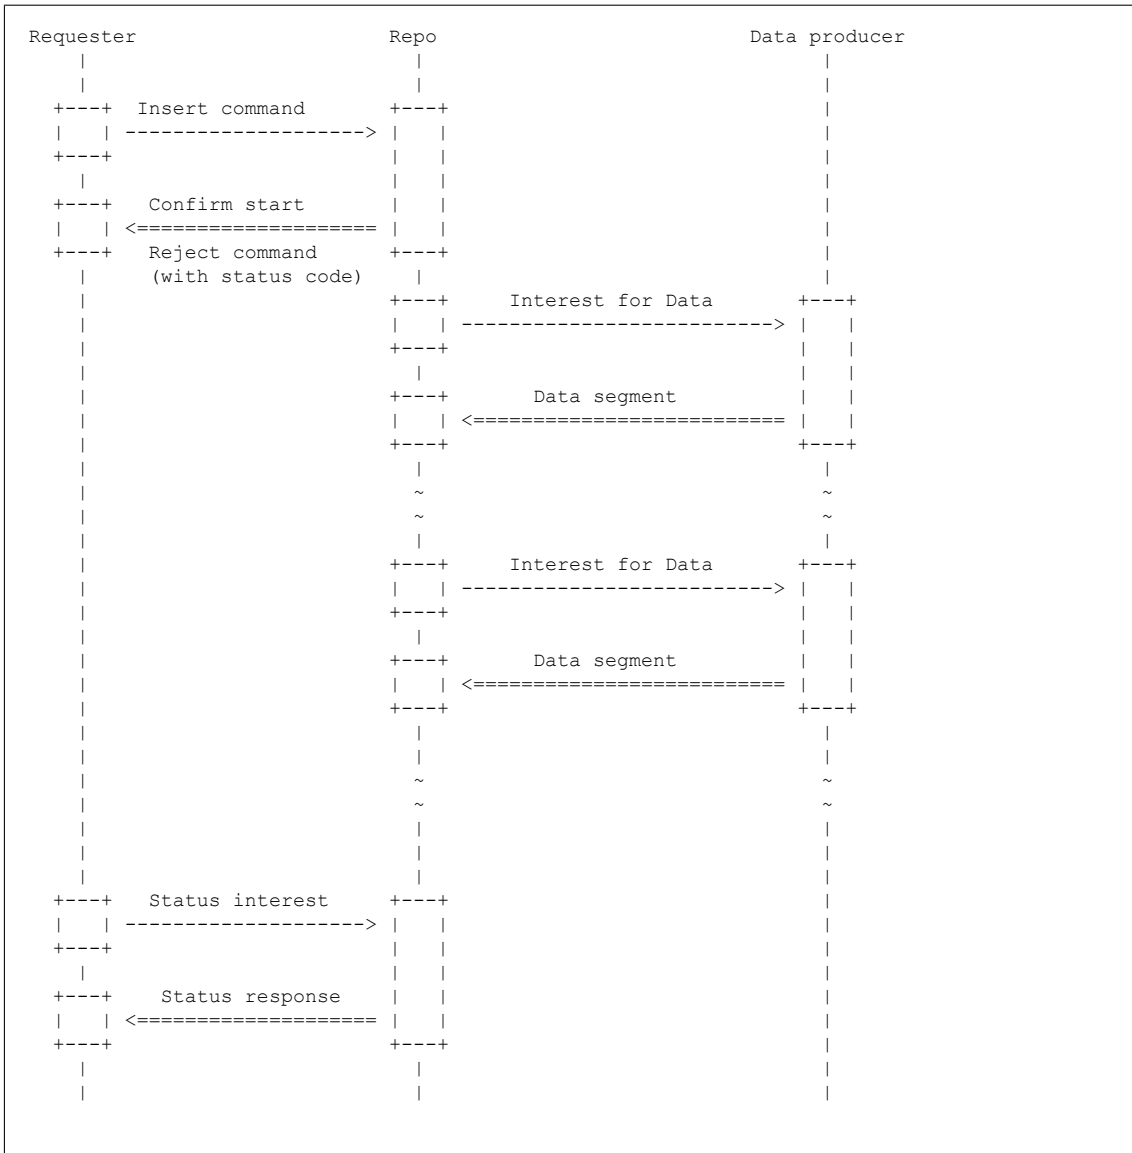 Requester Repo Data producer
Insert command
Confirm start
Reject command
(with status code)
Interest for Data
Data segment
Interest for Data
Data segment
Status interest
Status response